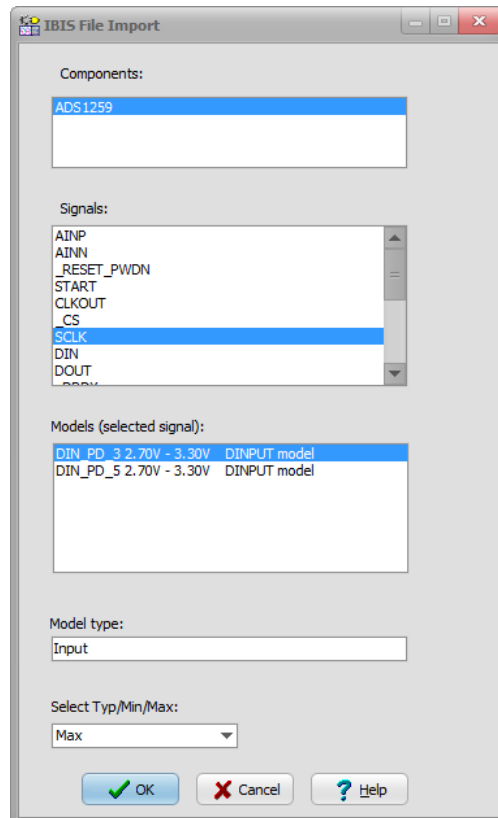 IBIS File Import
Components:
ADS1259
Signals:
AINP
AINN
_RESET_PWDN
START
CLKOUT
_CS
SCLK
DIN
DOUT
Models (selected signal):
DIN_PD_3 2.70V - 3.30V DINPUT model
DIN_PD_5 2.70V - 3.30V DINPUT model
Model type:
Input
Select Typ/Min/Max:
Max
OK Cancel Help